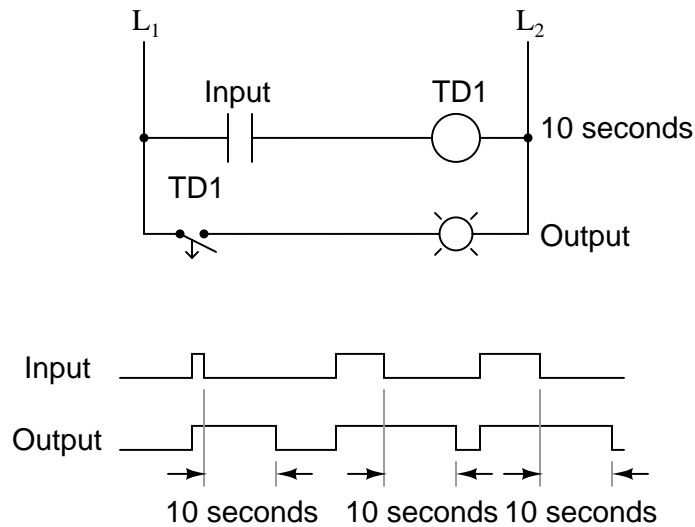 L1 L2
Input TD1
10 seconds
TD1
Output
Input
Output
10 seconds 10 seconds 10 seconds